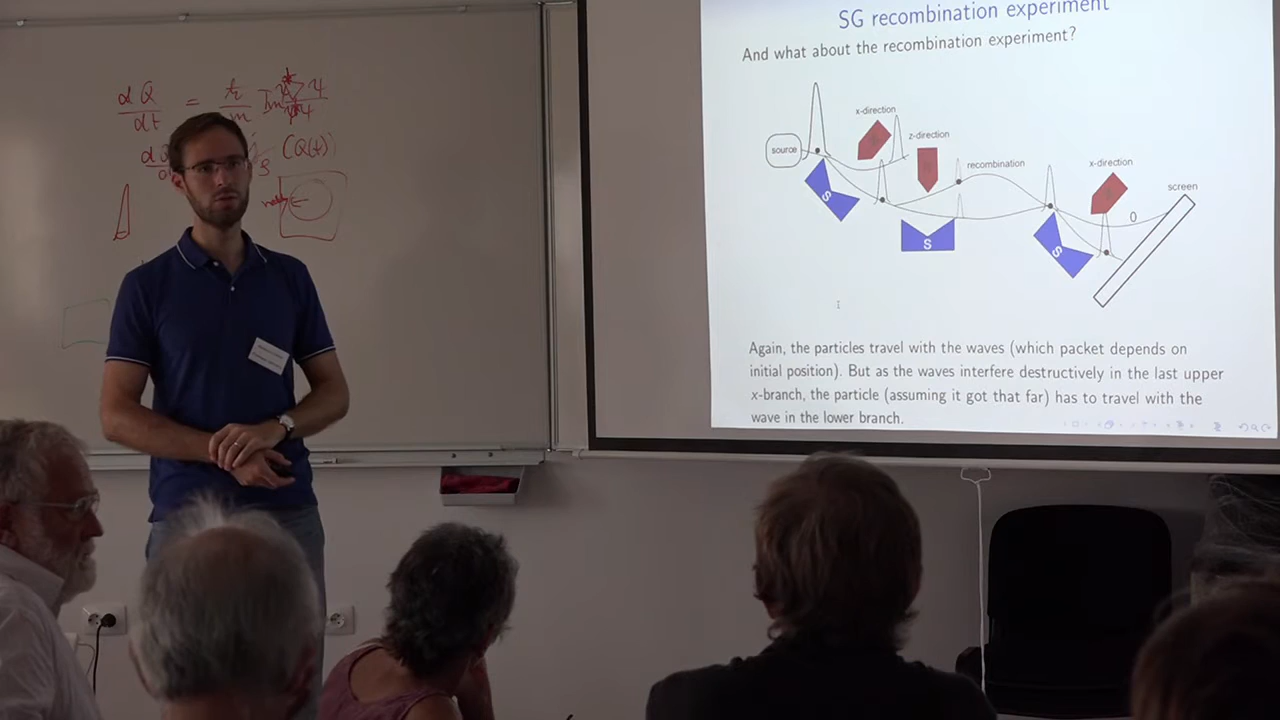 SG recombination experiment
And what about the recombination experiment?
x-direction
z-direction
source
recombination
x-direction
screen
S
S
S
0
Again, the particles travel with the waves (which packet depends on
initial position). But as the waves interfere destructively in the last upper
x-branch, the particle (assuming it got that far) has to travel with the
wave in the lower branch.
dQ
=
ħ
Im
dt
m
(Q(t))